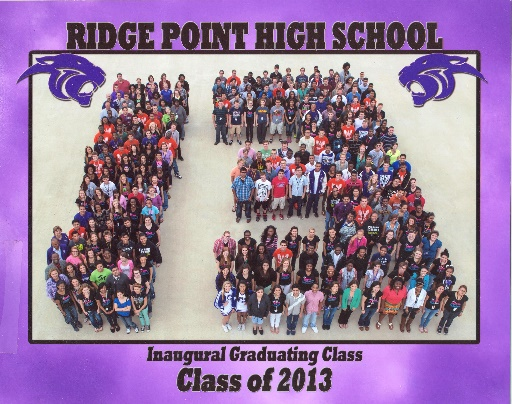 RIDGE POINT HIGH SCHOOL
Inaugural Graduating Class
Class of 2013